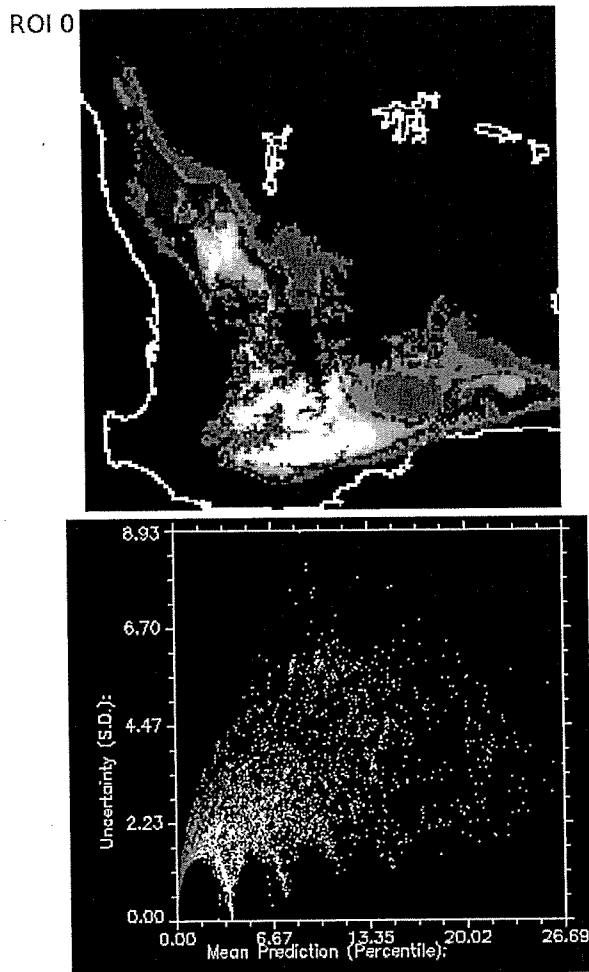 ROI 0
8.93
6.70
4.47
2.23
0.00
Uncertainty (S.D.):
0.00 6.67 13.35 20.02 26.69
Mean Prediction (Percentile):